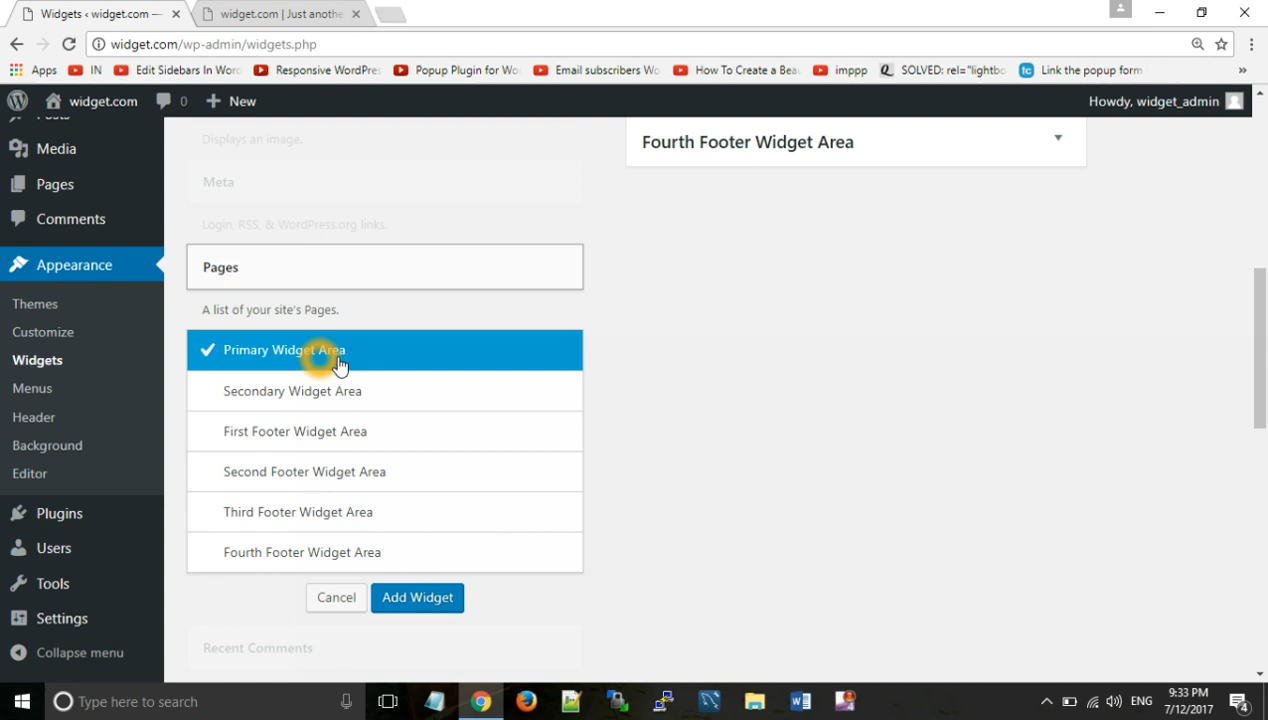 Widgets ‹ widget.com —
widget.com | Just anothe
widget.com/wp-admin/widgets.php
Apps
IN
Edit Sidebars In Word
Responsive WordPres
Popup Plugin for Wo
Email subscribers Wo
How To Create a Beau
imppp
SOLVED: rel="lightbo
Link the popup form
»
widget.com
0
New
Howdy, widget_admin
Posts
Media
Pages
Comments
Appearance
Themes
Customize
Widgets
Menus
Header
Background
Editor
Plugins
Users
Tools
Settings
Collapse menu
Displays an image.
Meta
Login, RSS, & WordPress.org links.
Pages
A list of your site's Pages.
Primary Widget Area
Secondary Widget Area
First Footer Widget Area
Second Footer Widget Area
Third Footer Widget Area
Fourth Footer Widget Area
Cancel
Add Widget
Recent Comments
Fourth Footer Widget Area
Type here to search
ENG
9:33 PM
7/12/2017
4